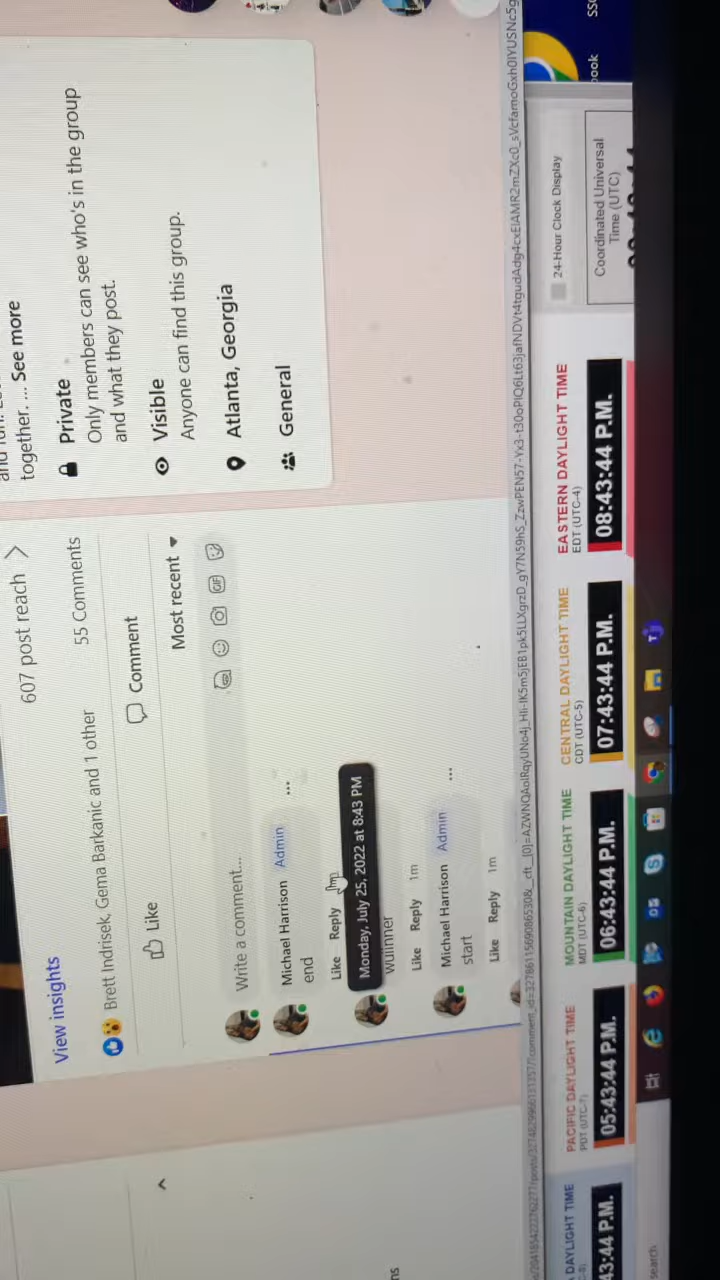 together. ... See more
Private
Only members can see who's in the group
and what they post.
Visible
Anyone can find this group.
Atlanta, Georgia
General
607 post reach
View insights
Brett Indrisek, Gema Barkanic and 1 other
55 Comments
Like
Comment
Most recent
Write a comment...
GIF
Michael Harrison Admin
end
Like Reply
Monday, July 25, 2022 at 8:43 PM
wuiinner
Like Reply 1m
Michael Harrison Admin
start
Like Reply 1m
DAYLIGHT TIME
43:44 P.M.
PACIFIC DAYLIGHT TIME
PDT (UTC-7)
05:43:44 P.M.
MOUNTAIN DAYLIGHT TIME
MDT (UTC-6)
06:43:44 P.M.
CENTRAL DAYLIGHT TIME
CDT (UTC-5)
07:43:44 P.M.
EASTERN DAYLIGHT TIME
EDT (UTC-4)
08:43:44 P.M.
24-Hour Clock Display
Coordinated Universal
Time (UTC)